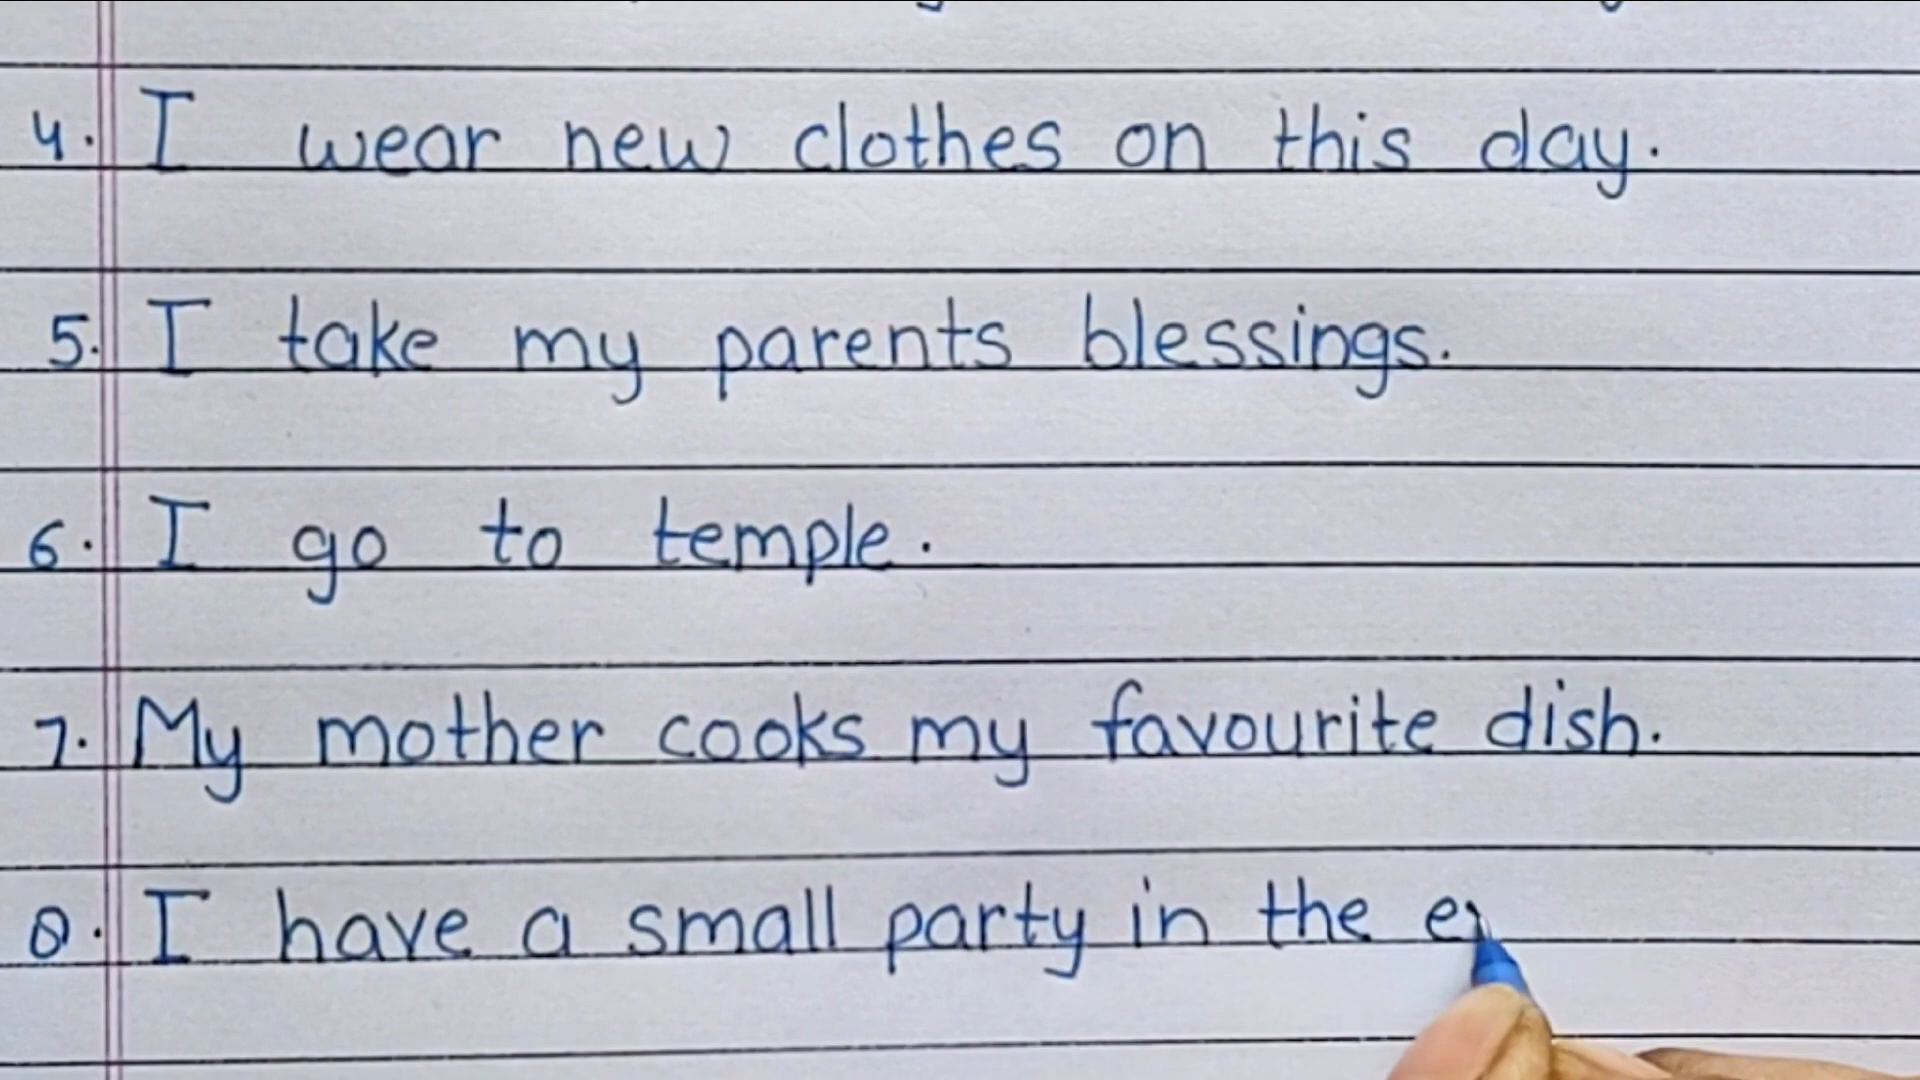 4. I wear new clothes on this day.
5. I take my parents blessings.
6. I go to temple.
7. My mother cooks my favourite dish.
8. I have a small party in the